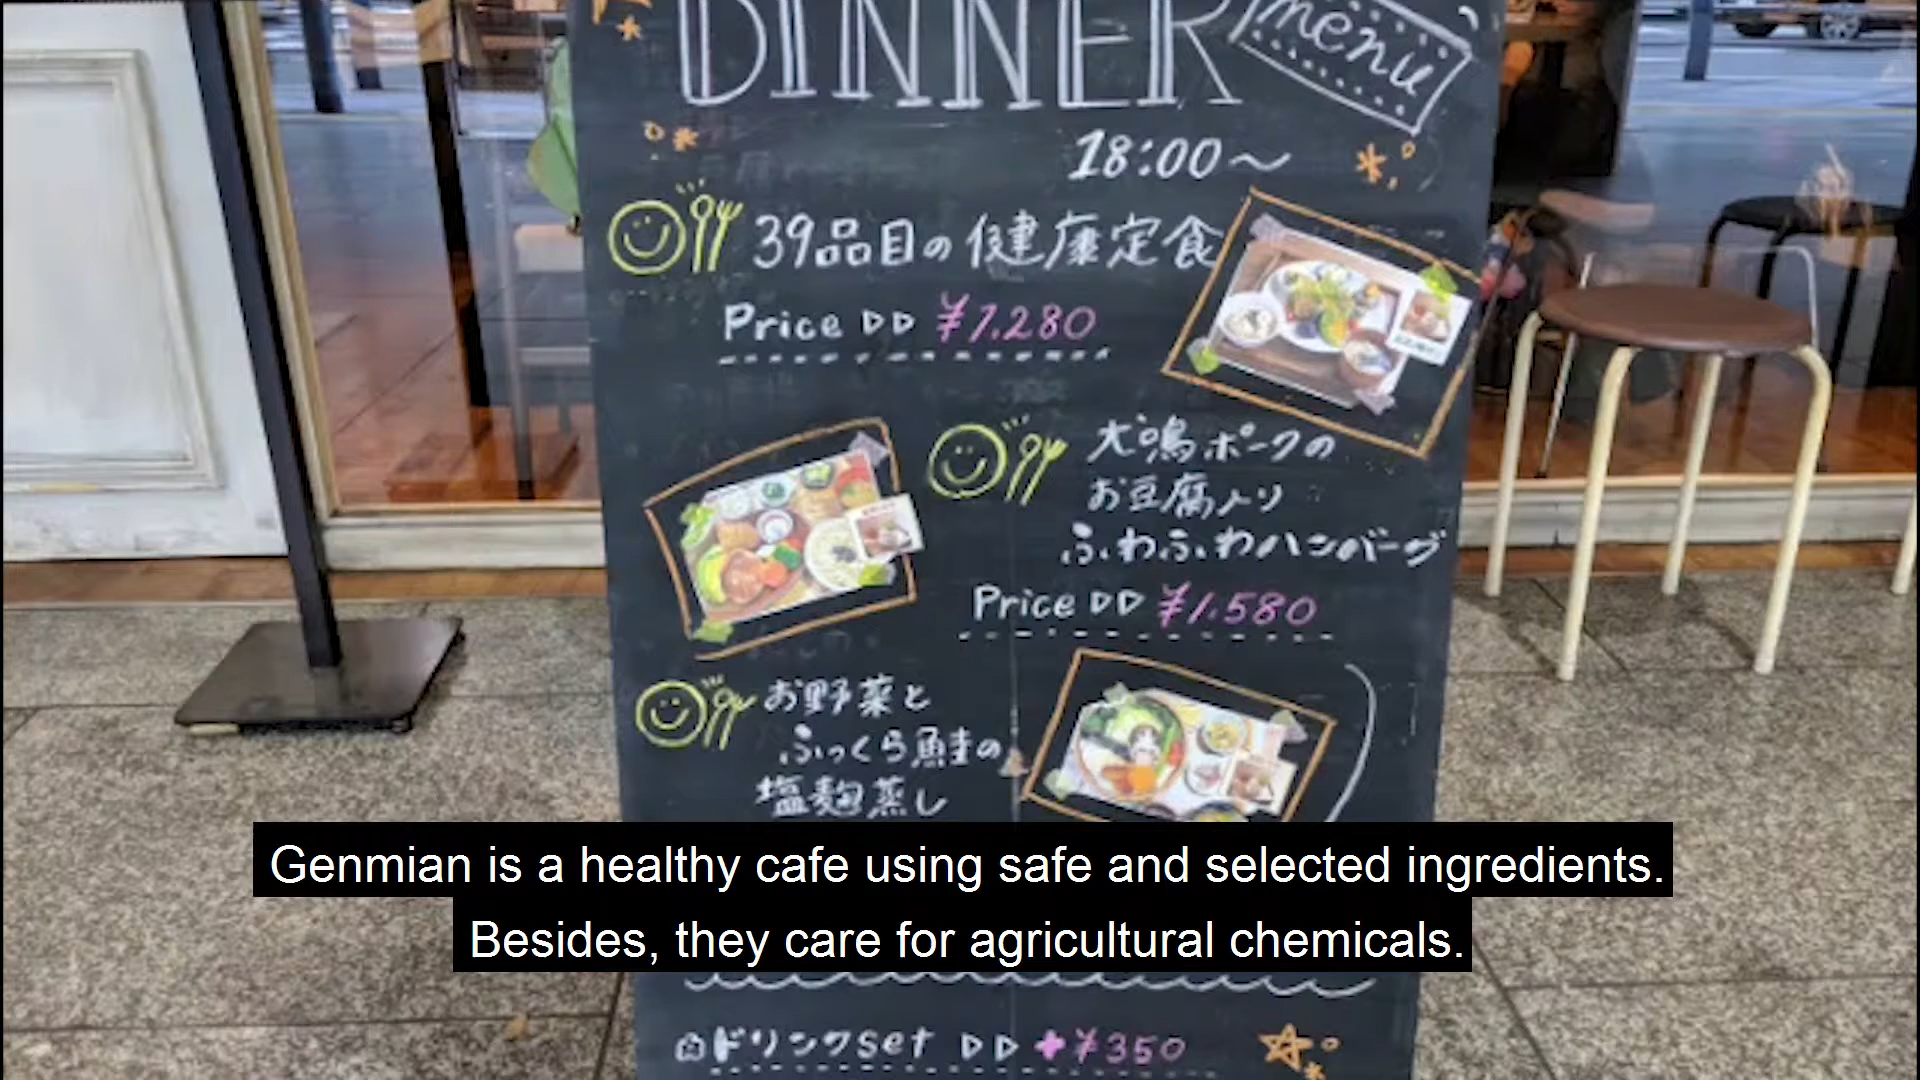 DINNER
menu
18:00〜
39品目の健康定食
Price ▷▷ ¥1.280
犬鳴ポークの
お豆腐入り
ふわふわハンバーグ
Price ▷▷ ¥1.580
お野菜と
ふっくら鮭の
塩麹蒸し
Genmian is a healthy cafe using safe and selected ingredients.
Besides, they care for agricultural chemicals.
ドリンクset ▷▷ +¥350